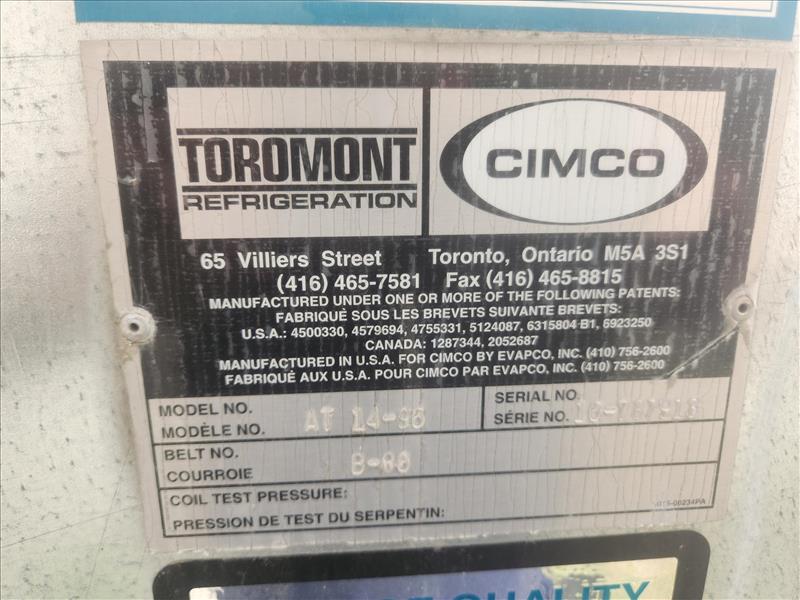 TOROMONT
REFRIGERATION
CIMCO
65 Villiers Street Toronto, Ontario M5A 3S1
(416) 465-7581 Fax (416) 465-8815
MANUFACTURED UNDER ONE OR MORE OF THE FOLLOWING PATENTS:
FABRIQUÉ SOUS LES BREVETS SUIVANTE BREVETS:
U.S.A.: 4500330, 4579694, 4755331, 5124087, 6315804 B1, 6923250
CANADA: 1287344, 2052687
MANUFACTURED IN U.S.A. FOR CIMCO BY EVAPCO, INC. (410) 756-2600
FABRIQUÉ AUX U.S.A. POUR CIMCO PAR EVAPCO, INC. (410) 756-2600
MODEL NO.
MODÈLE NO. AT 14-96
SERIAL NO.
SÉRIE NO.
BELT NO.
COURROIE
COIL TEST PRESSURE:
PRESSION DE TEST DU SERPENTIN:
QUALITY